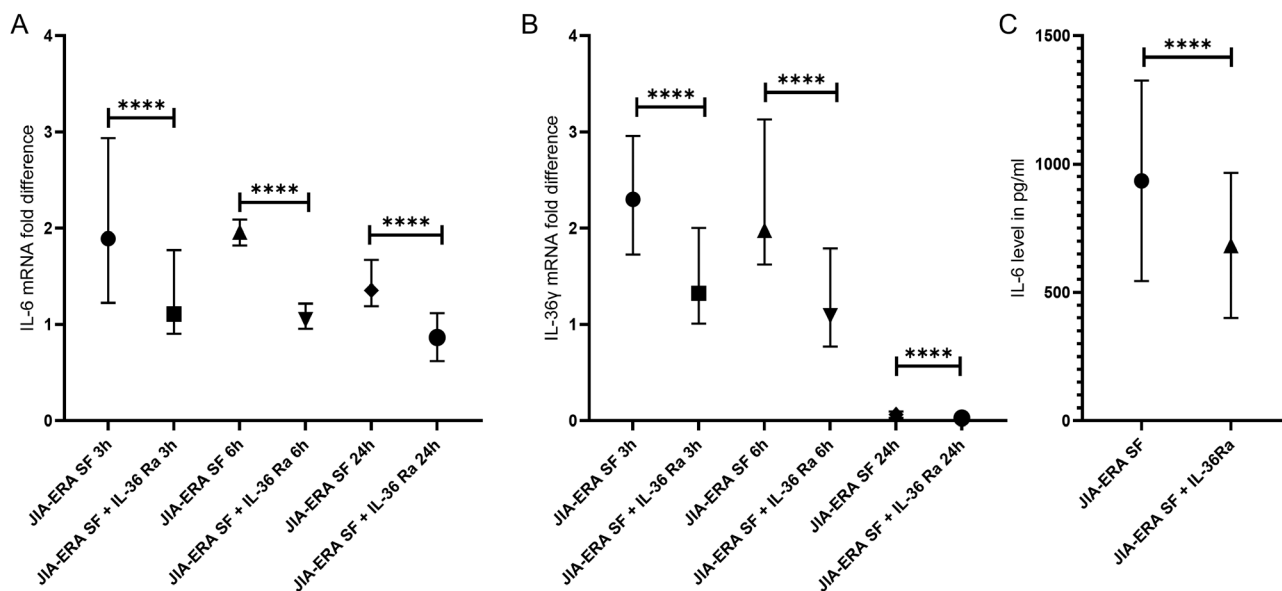 A
IL-6 mRNA fold difference
4
3
2
1
0
****
****
****
JIA-ERA SF 3h
JIA-ERA SF + IL-36 Ra 3h
JIA-ERA SF 6h
JIA-ERA SF + IL-36 Ra 6h
JIA-ERA SF 24h
JIA-ERA SF + IL-36 Ra 24h
B
IL-36γ mRNA fold difference
4
3
2
1
0
****
****
****
JIA-ERA SF 3h
JIA-ERA SF + IL-36 Ra 3h
JIA-ERA SF 6h
JIA-ERA SF + IL-36 Ra 6h
JIA-ERA SF 24h
JIA-ERA SF + IL-36 Ra 24h
C
IL-6 level in pg/ml
1500
1000
500
0
****
JIA-ERA SF
JIA-ERA SF + IL-36Ra